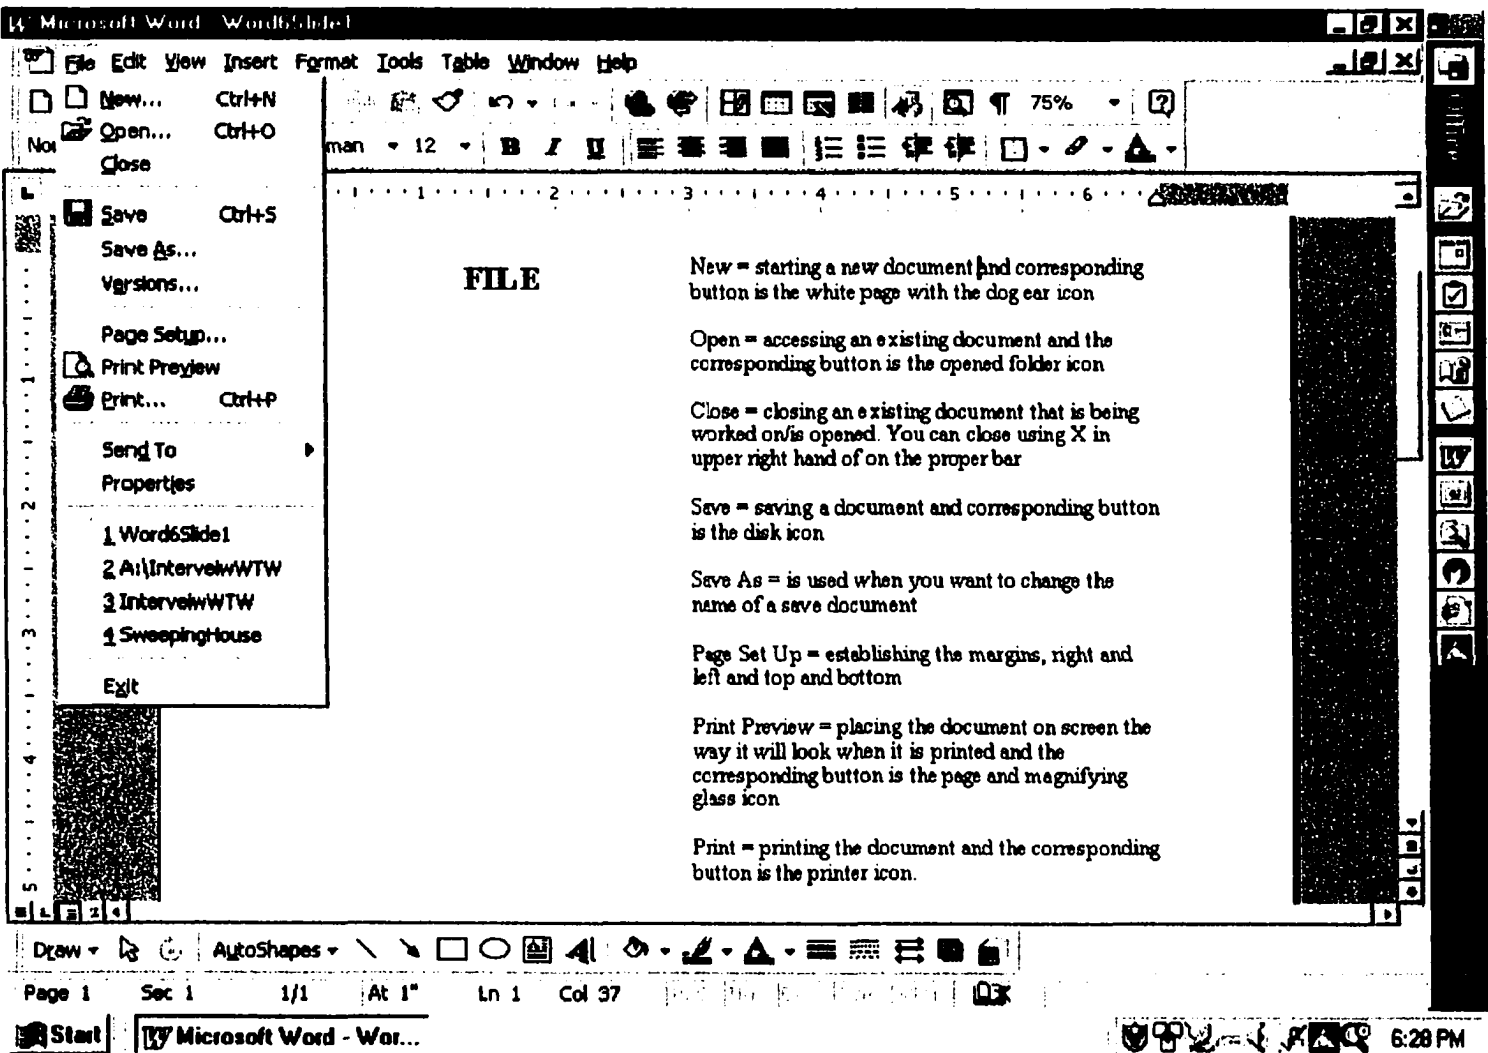 Microsoft Word - Word6Slide1
File Edit View Insert Format Tools Table Window Help
New... Ctrl+N
75%
Open... Ctrl+O
man 12 B I U
Close
1 2 3 4 5 6
Save Ctrl+S
Save As...
Versions...
Page Setup...
Print Preview
Print... Ctrl+P
Send To
Properties
1 Word6Slide1
2 A:\InterveiwWTW
3 InterveiwWTW
4 SweepingHouse
Exit
FILE
New = starting a new document and corresponding
button is the white page with the dog ear icon
Open = accessing an existing document and the
corresponding button is the opened folder icon
Close = closing an existing document that is being
worked on/is opened. You can close using X in
upper right hand of on the proper bar
Save = saving a document and corresponding button
is the disk icon
Save As = is used when you want to change the
name of a save document
Page Set Up = establishing the margins, right and
left and top and bottom
Print Preview = placing the document on screen the
way it will look when it is printed and the
corresponding button is the page and magnifying
glass icon
Print = printing the document and the corresponding
button is the printer icon.
Draw AutoShapes
Page 1 Sec 1 1/1 At 1" Ln 1 Col 37
Start Microsoft Word - Wor... 6:28 PM